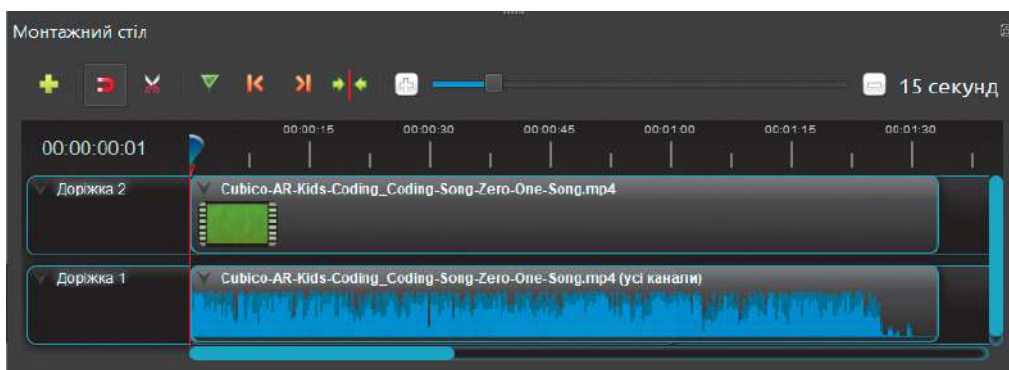 Монтажний стіл
15 секунд
00:00:00:01
00:00:15 00:00:30 00:00:45 00:01:00 00:01:15 00:01:30
Доріжка 2
Cubico-AR-Kids-Coding_Coding-Song-Zero-One-Song.mp4
Доріжка 1
Cubico-AR-Kids-Coding_Coding-Song-Zero-One-Song.mp4 (усі канали)